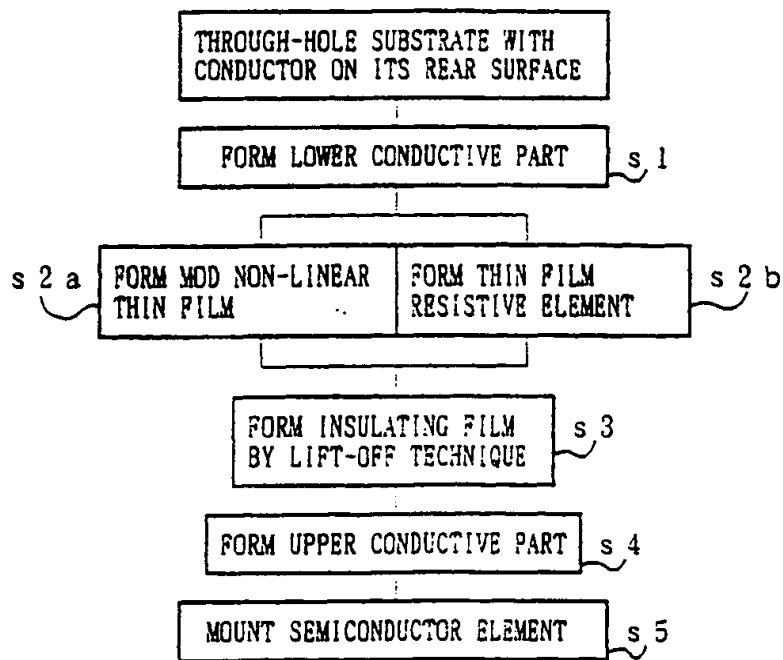 THROUGH-HOLE SUBSTRATE WITH
CONDUCTOR ON ITS REAR SURFACE
FORM LOWER CONDUCTIVE PART
s 1
s 2 a
FORM MOD NON-LINEAR
THIN FILM
FORM THIN FILM
RESISTIVE ELEMENT
s 2 b
FORM INSULATING FILM
BY LIFT-OFF TECHNIQUE
s 3
FORM UPPER CONDUCTIVE PART
s 4
MOUNT SEMICONDUCTOR ELEMENT
s 5